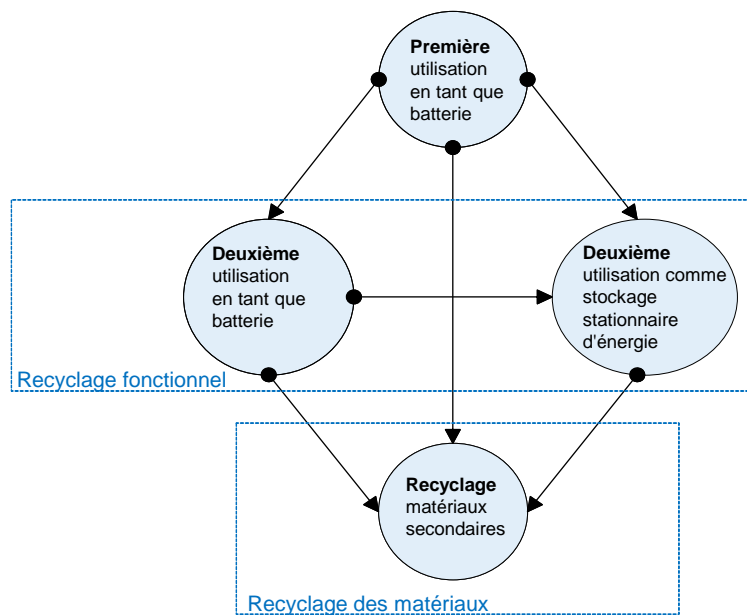 Première
utilisation
en tant que
batterie
Deuxième
utilisation
en tant que
batterie
Deuxième
utilisation comme
stockage
stationnaire
d'énergie
Recyclage fonctionnel
Recyclage
matériaux
secondaires
Recyclage des matériaux